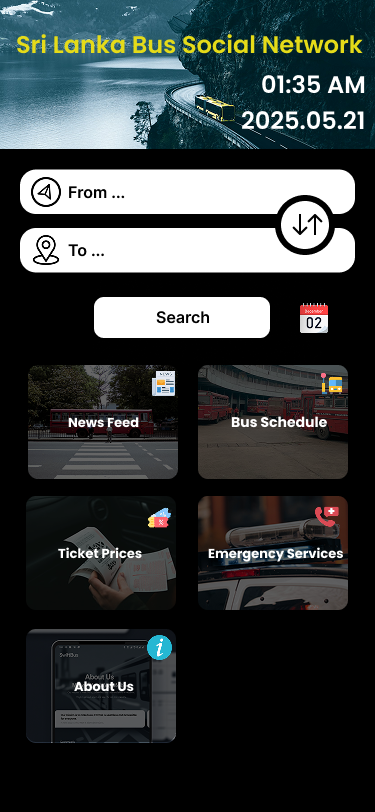 Sri Lanka Bus Social Network
01:35 AM
2025.05.21
From ...
To ...
Search
December
02
NEWS
News Feed
Bus Schedule
%
Ticket Prices
Emergency Services
SwiftBus
About Us
i
About Us